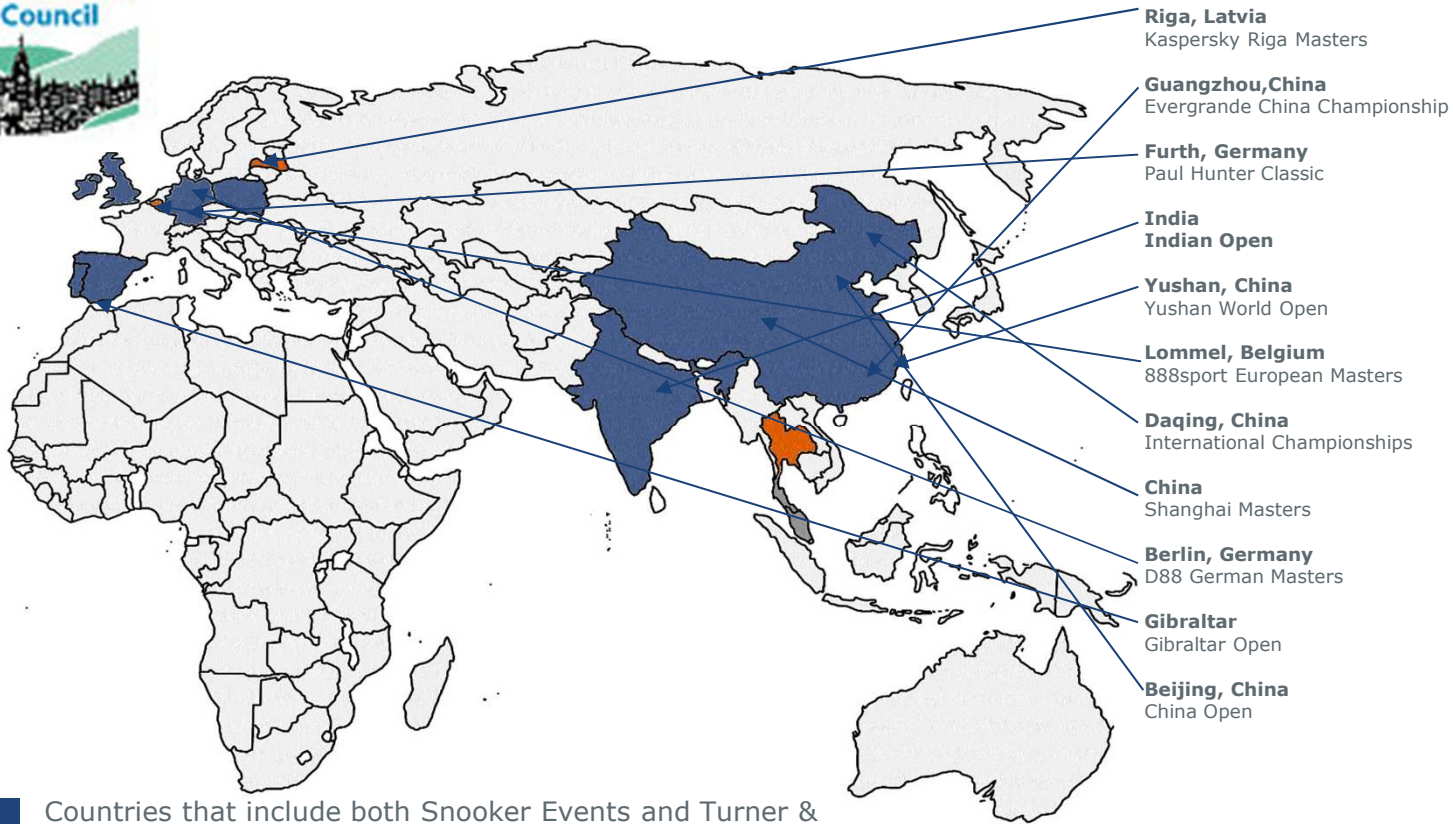 Council
Riga, Latvia
Kaspersky Riga Masters
Guangzhou,China
Evergrande China Championship
Furth, Germany
Paul Hunter Classic
India
Indian Open
Yushan, China
Yushan World Open
Lommel, Belgium
888sport European Masters
Daqing, China
International Championships
China
Shanghai Masters
Berlin, Germany
D88 German Masters
Gibraltar
Gibraltar Open
Beijing, China
China Open
Countries that include both Snooker Events and Turner &